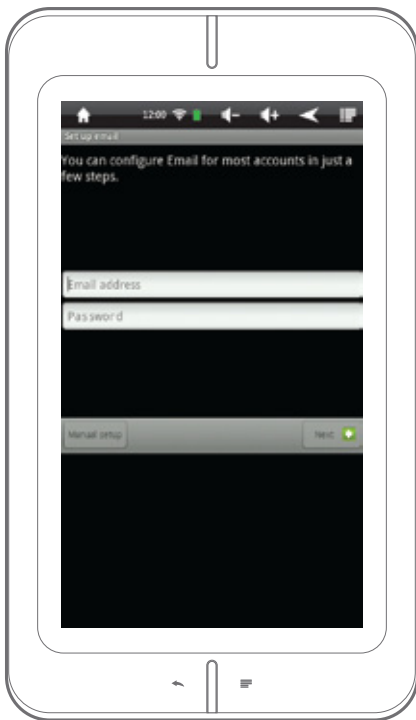 12:00
Set up email
You can configure Email for most accounts in just a
few steps.
Email address
Password
Manual setup
Next